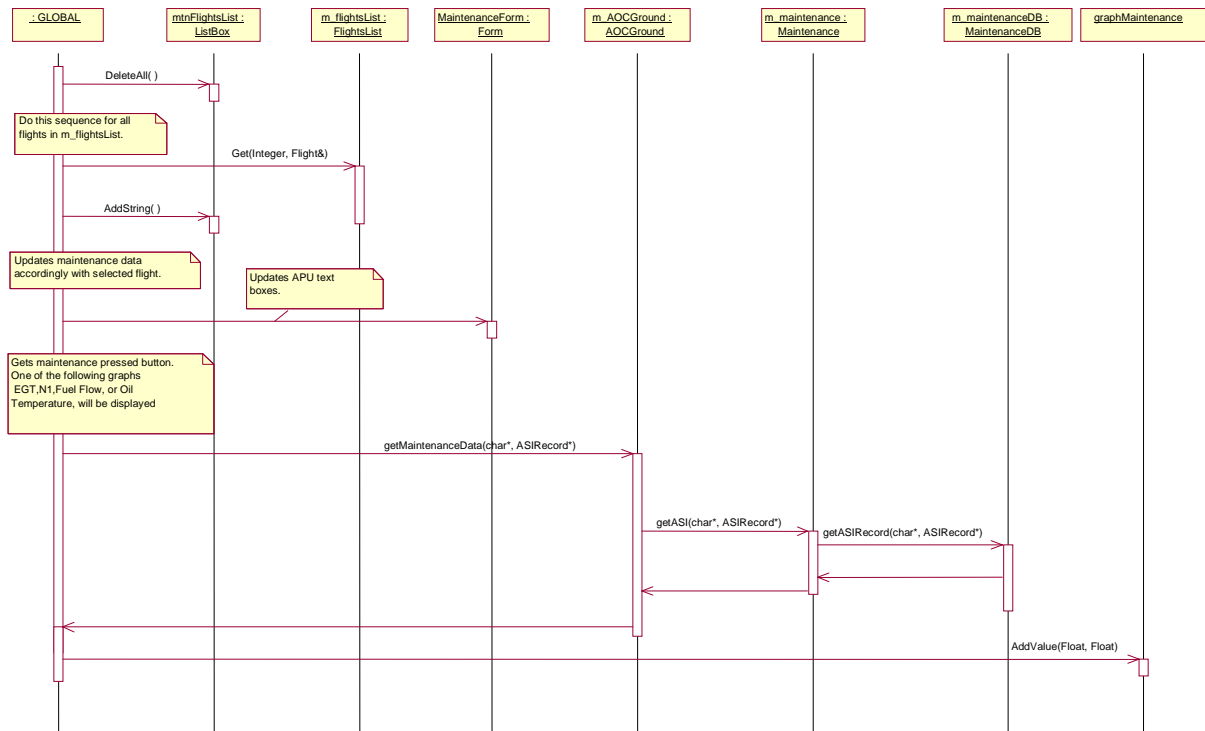 : GLOBAL
mtnFlightsList :
ListBox
m_flightsList :
FlightsList
MaintenanceForm :
Form
m_AOCGround :
AOCGround
m_maintenance :
Maintenance
m_maintenanceDB :
MaintenanceDB
graphMaintenance
DeleteAll( )
Do this sequence for all
flights in m_flightsList.
Get(Integer, Flight&)
AddString( )
Updates maintenance data
accordingly with selected flight.
Updates APU text
boxes.
Gets maintenance pressed button.
One of the following graphs
EGT,N1,Fuel Flow, or Oil
Temperature, will be displayed
getMaintenanceData(char*, ASIRecord*)
getASI(char*, ASIRecord*)
getASIRecord(char*, ASIRecord*)
AddValue(Float, Float)